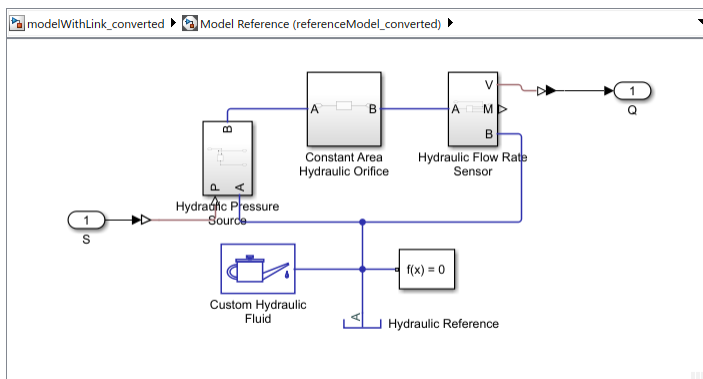 modelWithLink_converted Model Reference (referenceModel_converted)
V
1
A B
A M
Q
B
B
Constant Area
Hydraulic Orifice
Hydraulic Flow Rate
Sensor
P A
Hydraulic Pressure
Source
1
S
f(x) = 0
Custom Hydraulic
Fluid
A
Hydraulic Reference